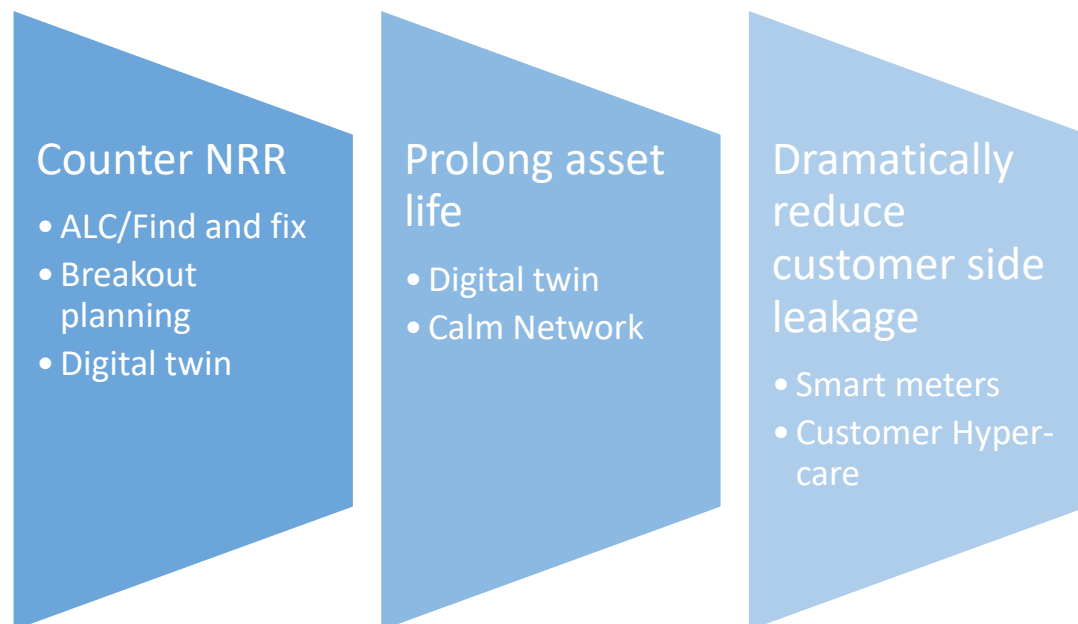 Counter NRR
• ALC/Find and fix
• Breakout
planning
• Digital twin
Prolong asset
life
• Digital twin
• Calm Network
Dramatically
reduce
customer side
leakage
• Smart meters
• Customer Hyper-
care